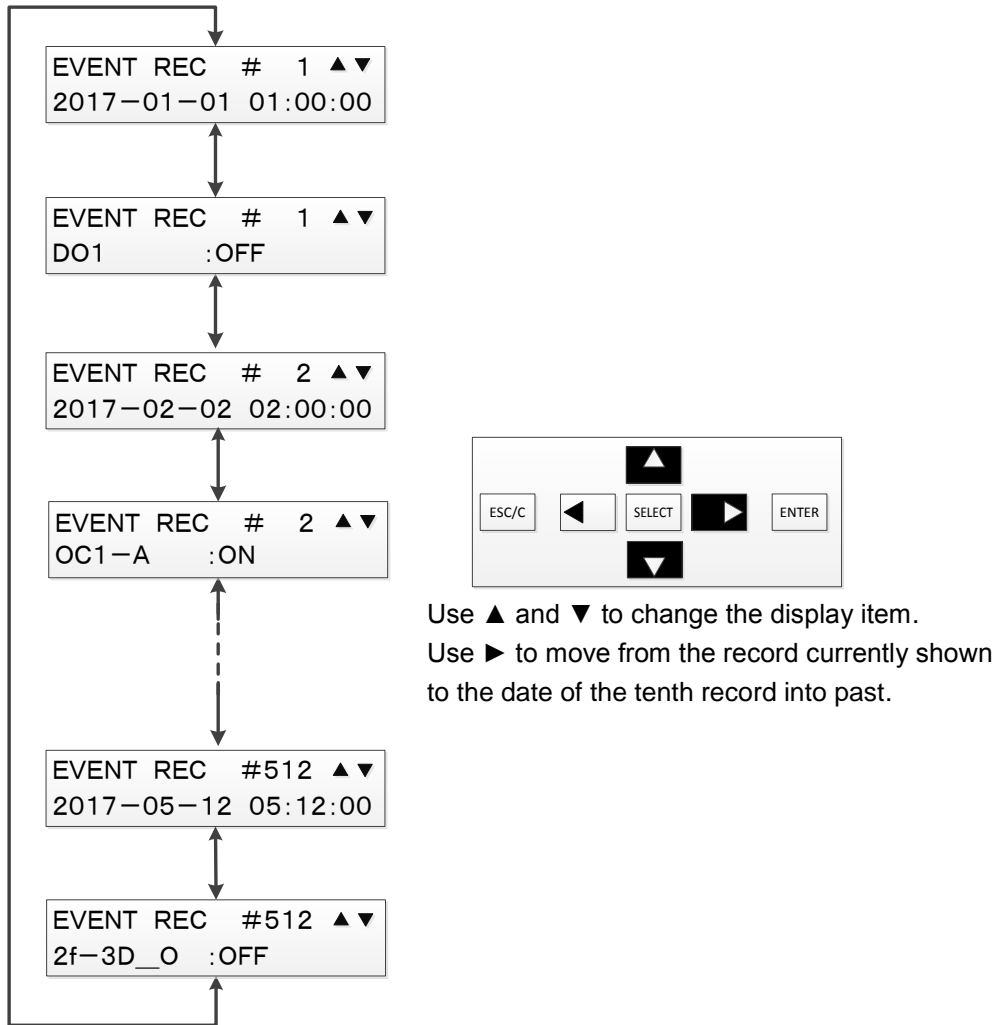 EVENT REC # 1 ▲▼
2017-01-01 01:00:00
EVENT REC # 1 ▲▼
DO1 :OFF
EVENT REC # 2 ▲▼
2017-02-02 02:00:00
EVENT REC # 2 ▲▼
OC1-A :ON
EVENT REC #512 ▲▼
2017-05-12 05:12:00
EVENT REC #512 ▲▼
2f-3D__O :OFF
▲
ESC/C ◀ SELECT ▶ ENTER
▼
Use ▲ and ▼ to change the display item.
Use ► to move from the record currently shown
to the date of the tenth record into past.